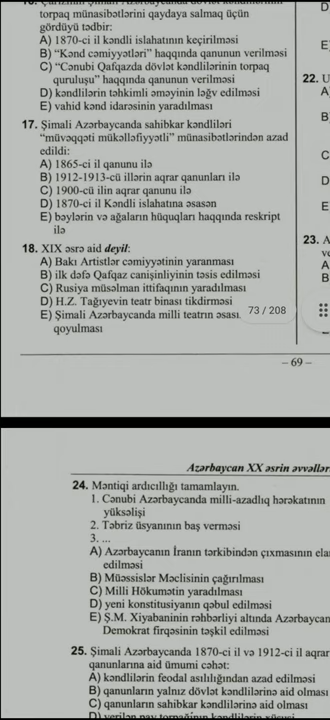 torpaq münasibətlərini qaydaya salmaq üçün
gördüyü tədbir:
A) 1870-ci il kəndli islahatının keçirilməsi
B) “Kənd cəmiyyətləri” haqqında qanunun verilməsi
C) “Cənubi Qafqazda dövlət kəndlilərinin torpaq
quruluşu” haqqında qanunun verilməsi
D) kəndlilərin təhkimli əməyinin ləğv edilməsi
E) vahid kənd idarəsinin yaradılması
17. Şimali Azərbaycanda sahibkar kəndliləri
“müvəqqəti mükəlləfiyyətli” münasibətlərindən azad
edildi:
A) 1865-ci il qanunu ilə
B) 1912-1913-cü illərin aqrar qanunları ilə
C) 1900-cü ilin aqrar qanunu ilə
D) 1870-ci il Kəndli islahatına əsasən
E) bəylərin və ağaların hüquqları haqqında reskript
ilə
18. XIX əsrə aid deyil:
A) Bakı Artistlər cəmiyyətinin yaranması
B) ilk dəfə Qafqaz canişinliyinin təsis edilməsi
C) Rusiya müsəlman ittifaqının yaradılması
D) H.Z. Tağıyevin teatr binası tikdirməsi
E) Şimali Azərbaycanda milli teatrın əsası
qoyulması
73 / 208
D
E
22. U
A
B
C
D
E
23. A
və
A
B
– 69 –
Azərbaycan XX əsrin əvvəllər
24. Məntiqi ardıcıllığı tamamlayın.
1. Cənubi Azərbaycanda milli-azadlıq hərəkatının
yüksəlişi
2. Təbriz üsyanının baş verməsi
3. ...
A) Azərbaycanın İranın tərkibindən çıxmasının ela
edilməsi
B) Müəssislər Məclisinin çağırılması
C) Milli Hökumətin yaradılması
D) yeni konstitusiyanın qəbul edilməsi
E) Ş.M. Xiyabaninin rəhbərliyi altında Azərbaycan
Demokrat firqəsinin təşkil edilməsi
25. Şimali Azərbaycanda 1870-ci il və 1912-ci il aqrar
qanunlarına aid ümumi cəhət:
A) kəndlilərin feodal asılılığından azad edilməsi
B) qanunların yalnız dövlət kəndlilərinə aid olması
C) qanunların sahibkar kəndlilərinə aid olması